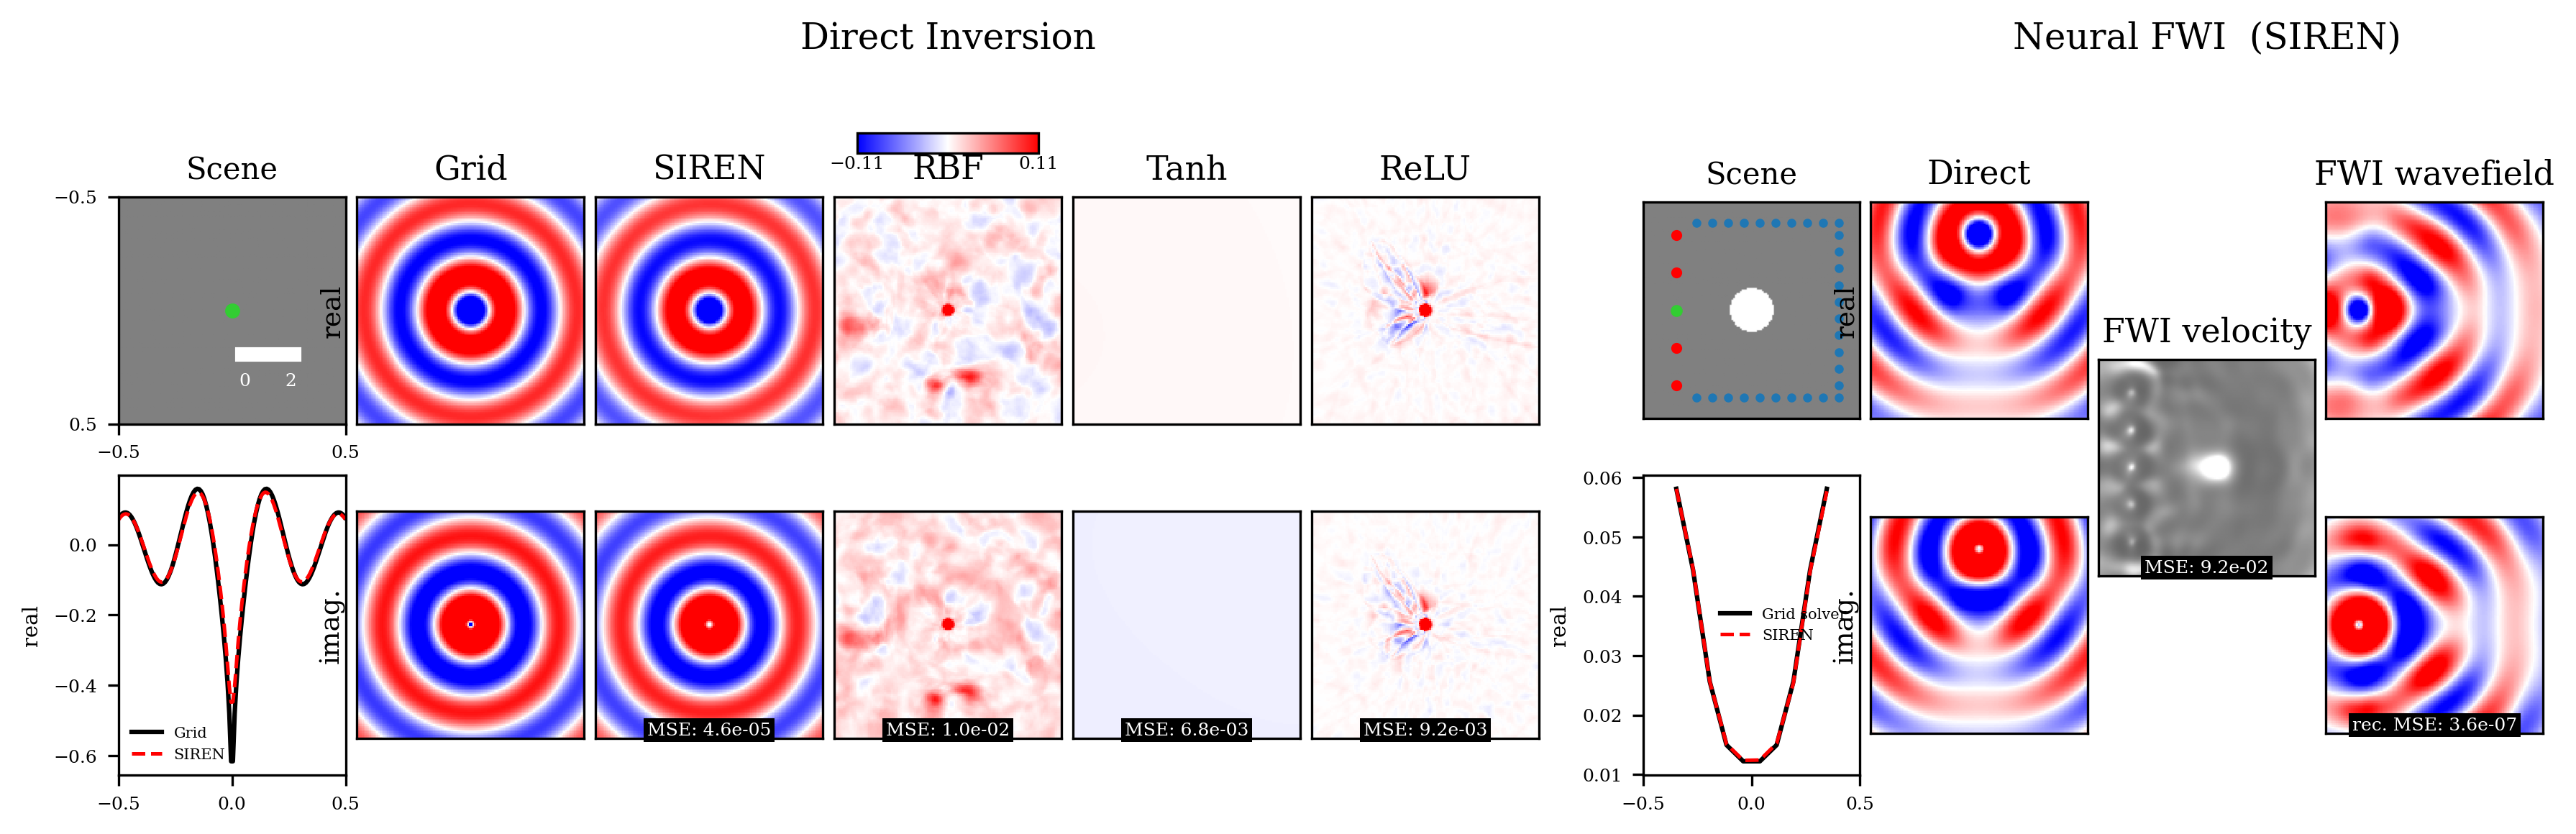 Direct Inversion
Neural FWI (SIREN)
−0.11
0.11
Scene
Grid
SIREN
RBF
Tanh
ReLU
−0.5
0.5
−0.5
0.5
0
2
real
imag.
MSE: 4.6e-05
MSE: 1.0e-02
MSE: 6.8e-03
MSE: 9.2e-03
real
0.0
−0.2
−0.4
−0.6
Grid
SIREN
−0.5
0.0
0.5
Scene
Direct
FWI velocity
FWI wavefield
real
imag.
MSE: 9.2e-02
rec. MSE: 3.6e-07
real
0.06
0.05
0.04
0.03
0.02
0.01
Grid solver
SIREN
−0.5
0.0
0.5